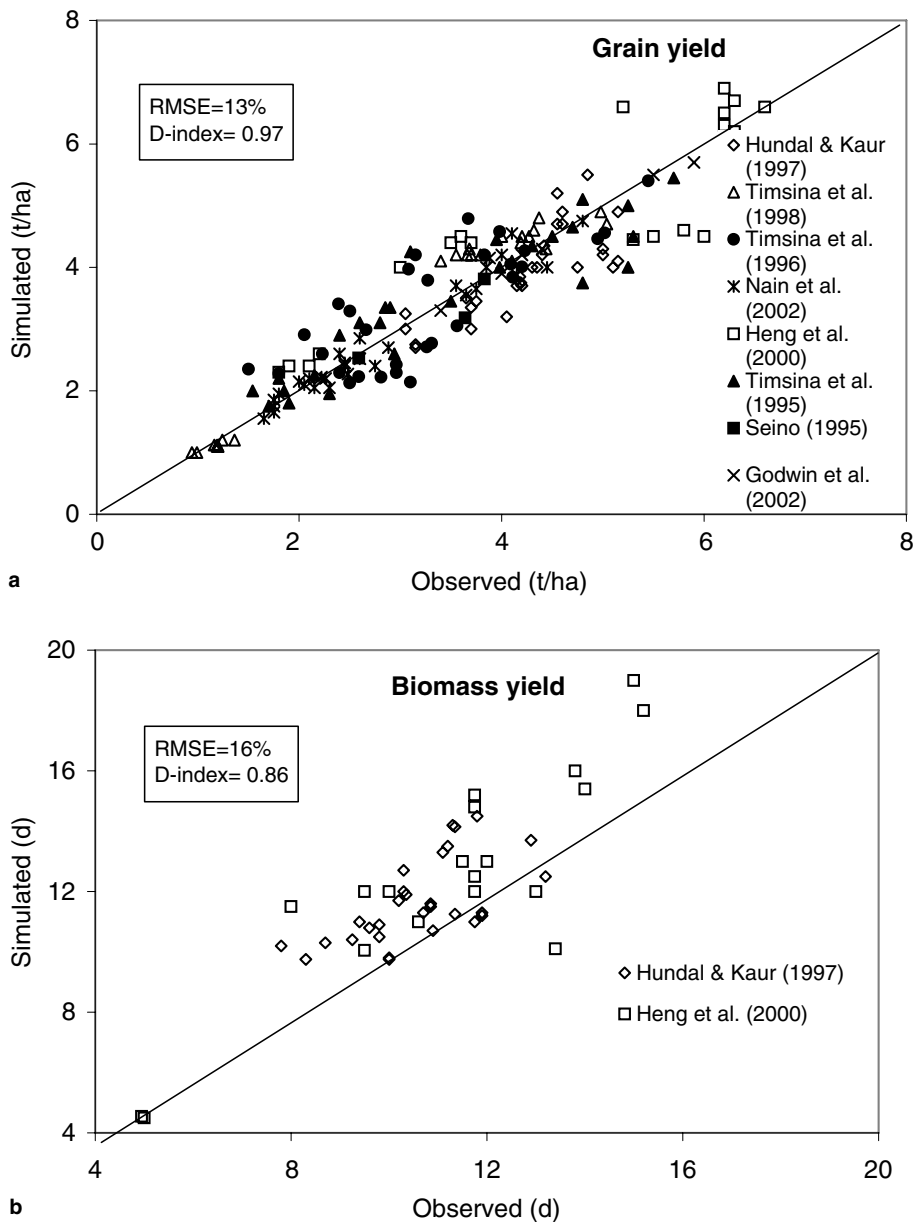 8
Grain yield
RMSE=13%
D-index= 0.97
6
Simulated (t/ha)
4
2
0
Hundal & Kaur
(1997)
Timsina et al.
(1998)
Timsina et al.
(1996)
Nain et al.
(2002)
Heng et al.
(2000)
Timsina et al.
(1995)
Seino (1995)
Godwin et al.
(2002)
0 2 4 6 8
Observed (t/ha)
a
20
Biomass yield
RMSE=16%
D-index= 0.86
16
Simulated (d)
12
8
4
Hundal & Kaur (1997)
Heng et al. (2000)
4 8 12 16 20
Observed (d)
b